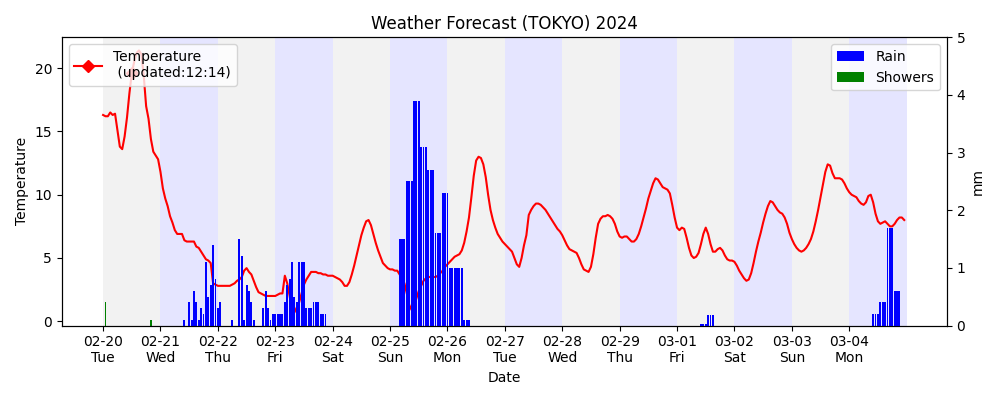 Weather Forecast (TOKYO) 2024
Temperature
(updated:12:14)
Rain
Showers
20
15
10
5
0
Temperature
5
4
3
2
1
0
mm
02-20 02-21 02-22 02-23 02-24 02-25 02-26 02-27 02-28 02-29 03-01 03-02 03-03 03-04
Tue Wed Thu Fri Sat Sun Mon Tue Wed Thu Fri Sat Sun Mon
Date